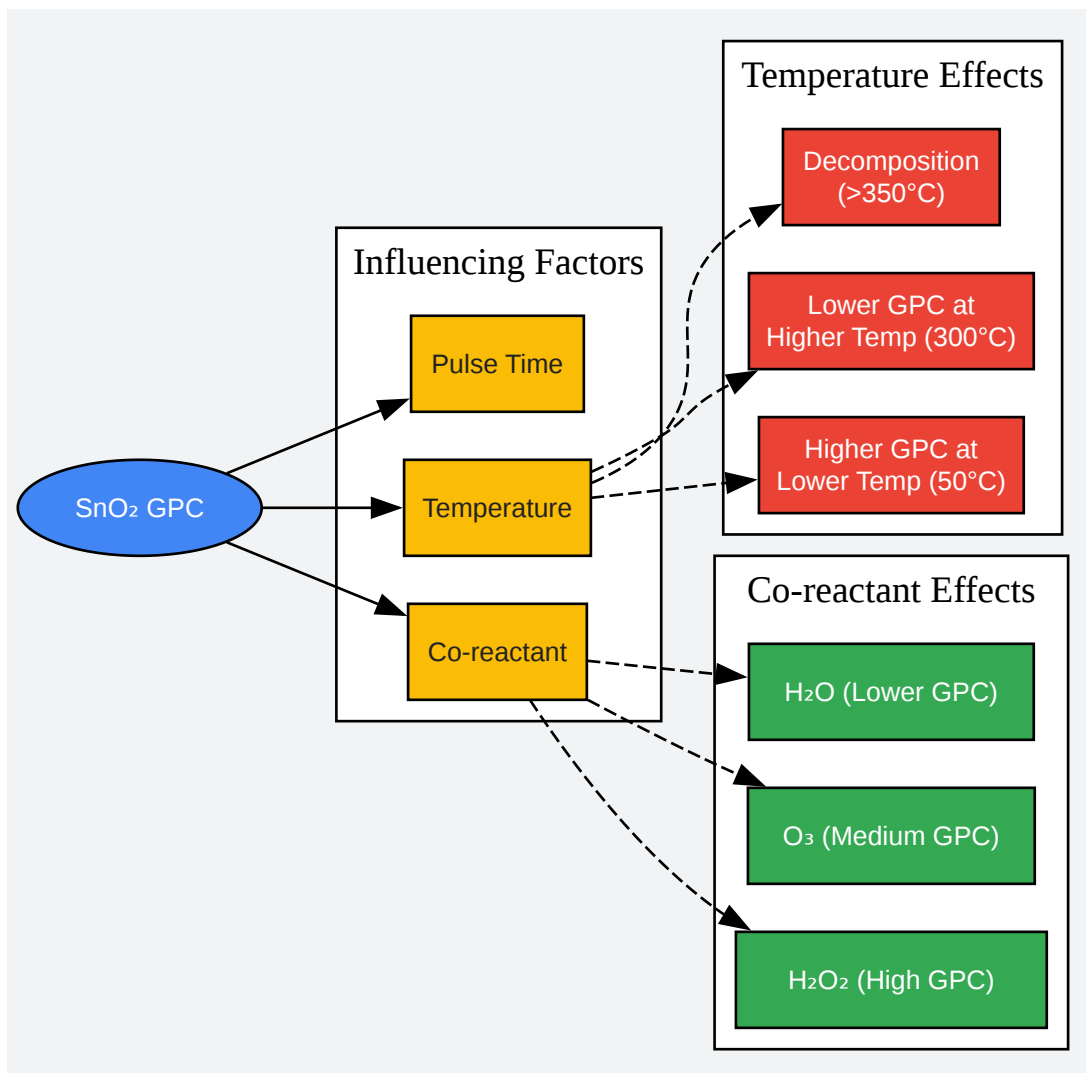 SnO₂ GPC
Influencing Factors
Pulse Time
Temperature
Co-reactant
Temperature Effects
Decomposition
(>350°C)
Lower GPC at
Higher Temp (300°C)
Higher GPC at
Lower Temp (50°C)
Co-reactant Effects
H₂O (Lower GPC)
O₃ (Medium GPC)
H₂O₂ (High GPC)